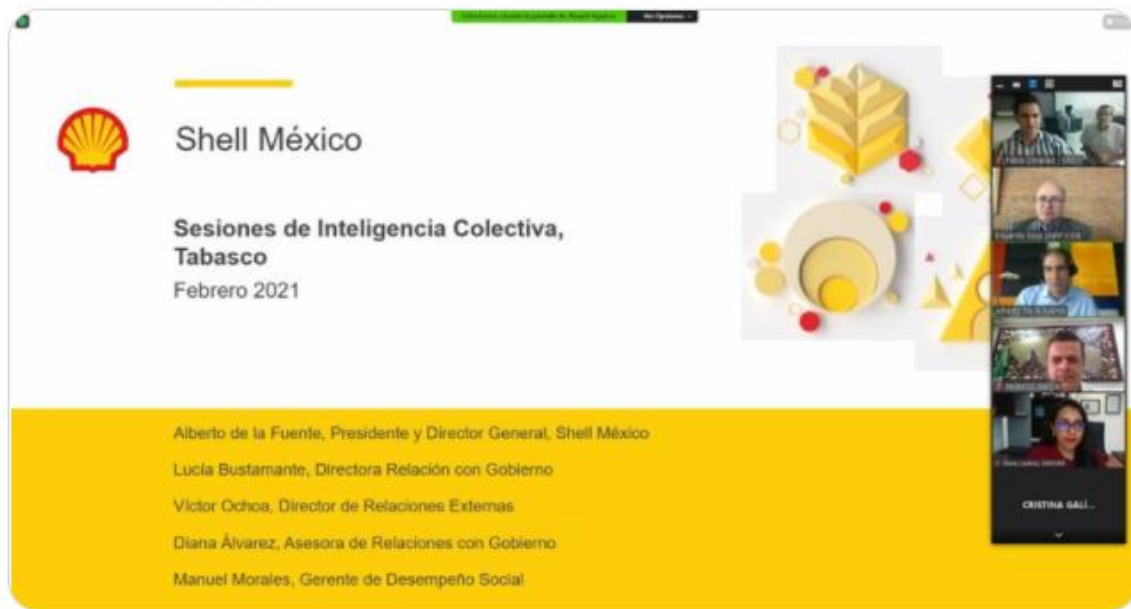 Ver Opciones
Shell México
Sesiones de Inteligencia Colectiva,
Tabasco
Febrero 2021
Alberto de la Fuente, Presidente y Director General, Shell México
Lucía Bustamante, Directora Relación con Gobierno
Víctor Ochoa, Director de Relaciones Externas
Diana Álvarez, Asesora de Relaciones con Gobierno
Manuel Morales, Gerente de Desempeño Social
CRISTINA GALÍ...